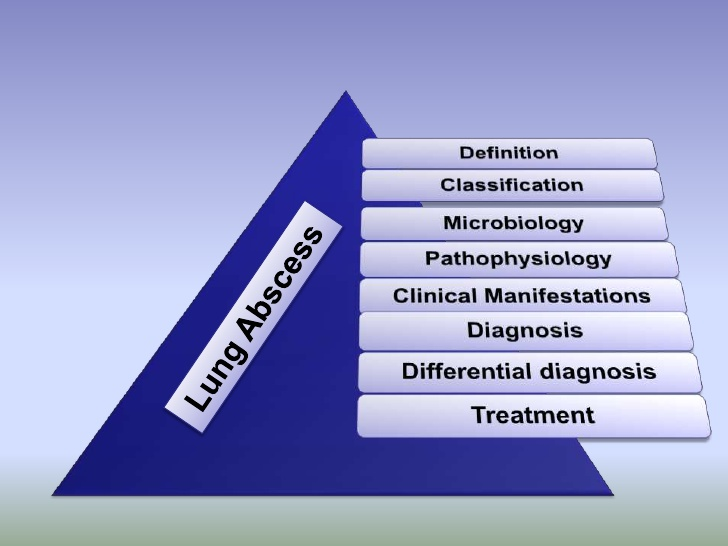 Lung Abscess
Definition
Classification
Microbiology
Pathophysiology
Clinical Manifestations
Diagnosis
Differential diagnosis
Treatment